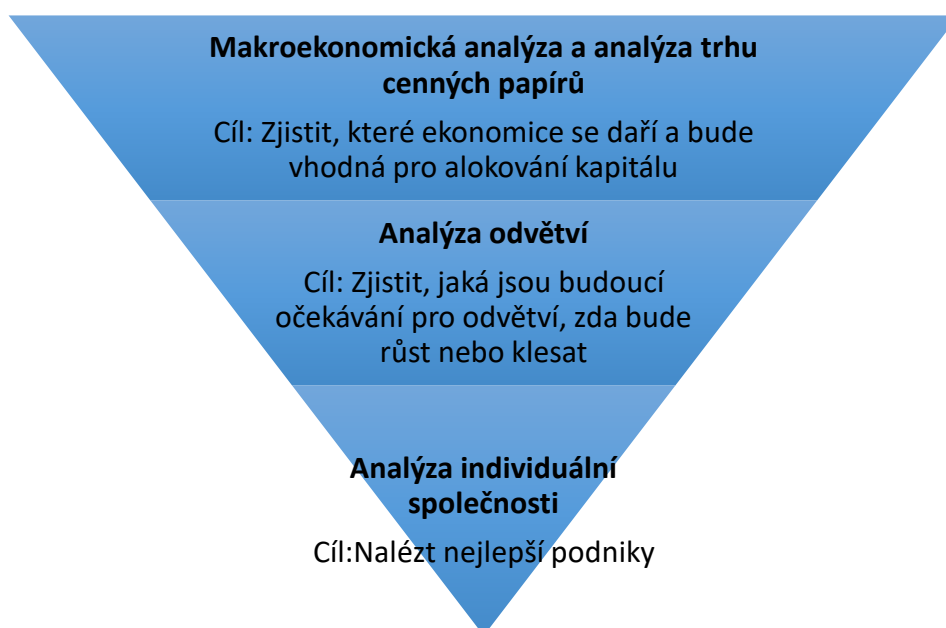 Makroekonomická analýza a analýza trhu
cenných papírů
Cíl: Zjistit, které ekonomice se daří a bude
vhodná pro alokování kapitálu
Analýza odvětví
Cíl: Zjistit, jaká jsou budoucí
očekávání pro odvětví, zda bude
růst nebo klesat
Analýza individuální
společnosti
Cíl:Nalézt nejlepší podniky